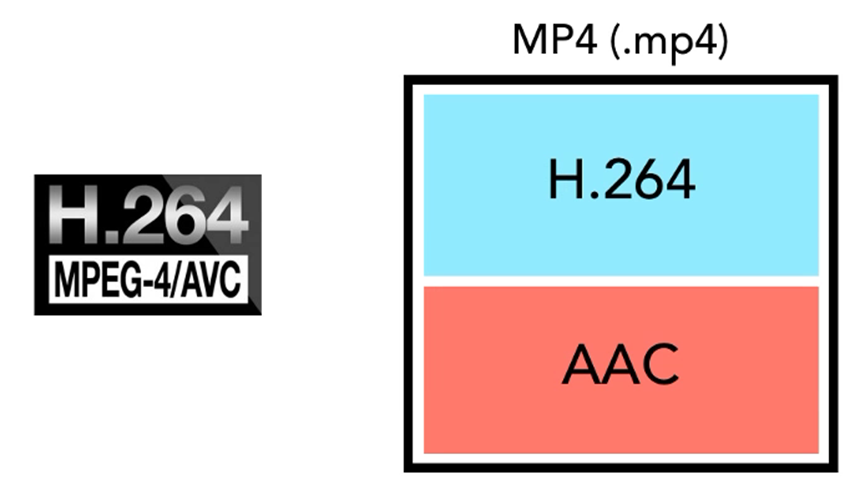 H.264
MPEG-4/AVC
MP4 (.mp4)
H.264
AAC